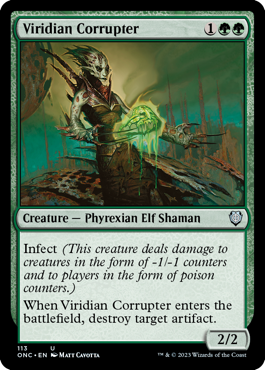 Viridian Corrupter 1
Creature — Phyrexian Elf Shaman
Infect (This creature deals damage to
creatures in the form of -1/-1 counters
and to players in the form of poison
counters.)
When Viridian Corrupter enters the
battlefield, destroy target artifact.
2/2
113 U
ONC • EN Matt Cavotta
™ & © 2023 Wizards of the Coast